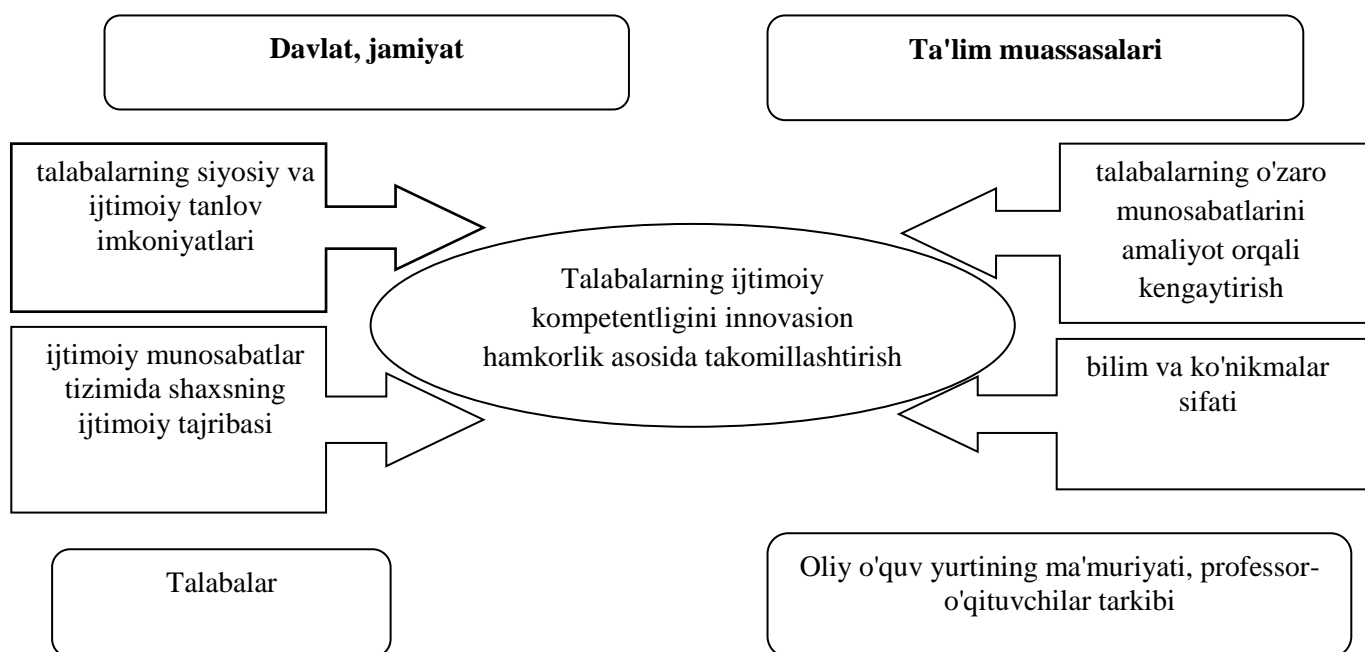 Davlat, jamiyat
Ta'lim muassasalari
talabalarning siyosiy va
ijtimoiy tanlov
imkoniyatlari
talabalarning o'zaro
munosabatlarini
amaliyot orqali
kengaytirish
Talabalarning ijtimoiy
kompetentligini innovasion
hamkorlik asosida takomillashtirish
ijtimoiy munosabatlar
tizimida shaxsning
ijtimoiy tajribasi
bilim va ko'nikmalar
sifati
Talabalar
Oliy o'quv yurtining ma'muriyati, professor-
o'qituvchilar tarkibi